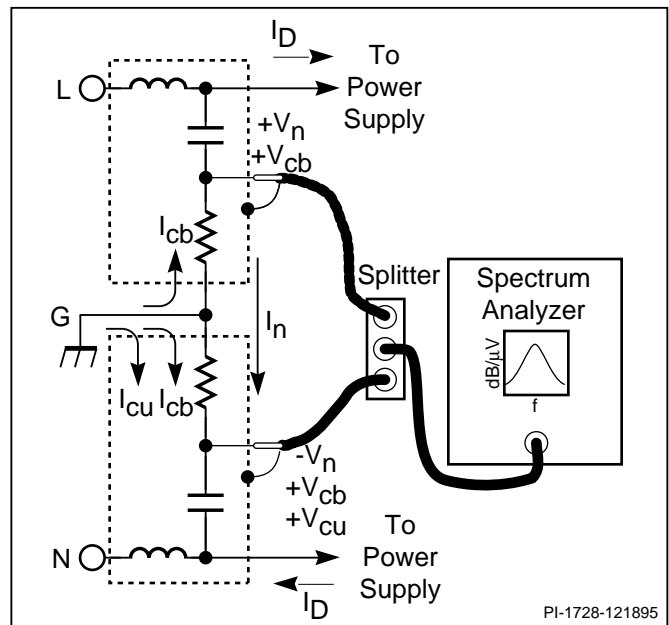 I_D
To
Power
Supply
L
+V_n
+V_cb
I_cb
Splitter
Spectrum
Analyzer
dB/µV
f
G
I_n
I_cu I_cb
-V_n
+V_cb
+V_cu
N
To
Power
Supply
I_D
PI-1728-121895